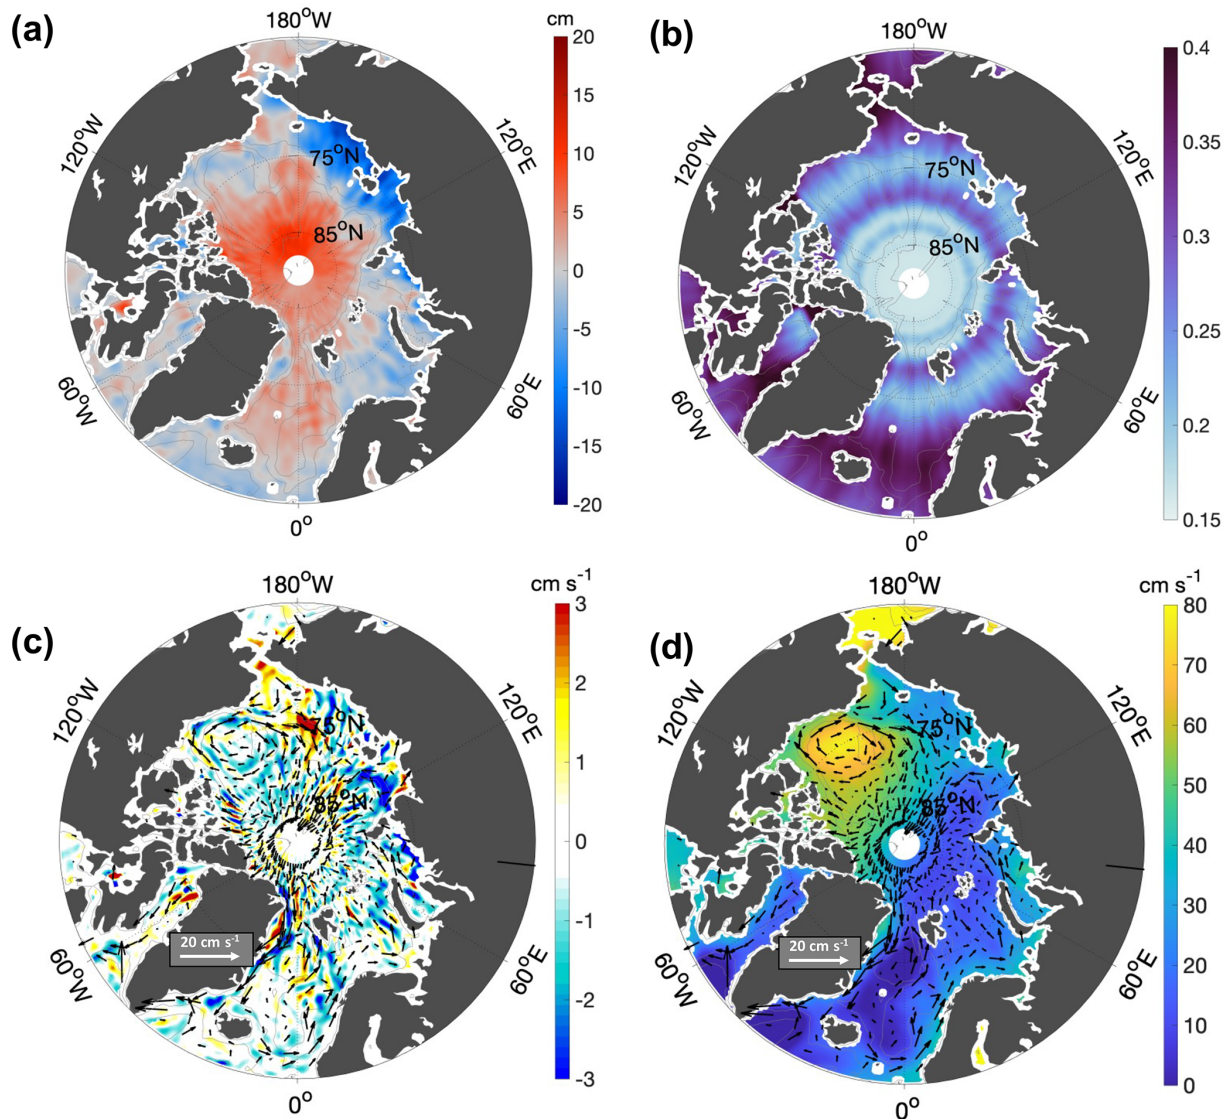 (a)
180°W
120°W
120°E
75°N
85°N
60°W
60°E
0°
cm
20
15
10
5
0
-5
-10
-15
-20
(b)
180°W
120°W
120°E
75°N
85°N
60°W
60°E
0°
0.4
0.35
0.3
0.25
0.2
0.15
(c)
180°W
120°W
120°E
75°N
85°N
20 cm s⁻¹
60°W
60°E
0°
cm s⁻¹
3
2
1
0
-1
-2
-3
(d)
180°W
120°W
120°E
75°N
85°N
20 cm s⁻¹
60°W
60°E
0°
cm s⁻¹
80
70
60
50
40
30
20
10
0